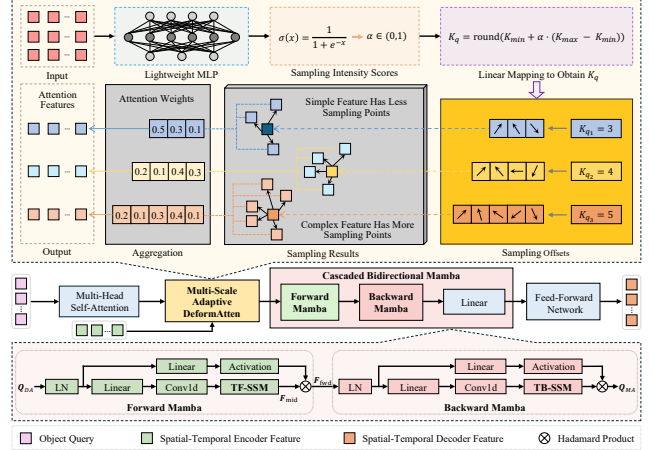 Input
Lightweight MLP
σ(x) = 1 / (1 + e^{-x}) → α ∈ (0,1)
Sampling Intensity Scores
K_q = round(K_min + α · (K_max − K_min))
Linear Mapping to Obtain K_q
Attention
Features
Attention Weights
0.5 0.3 0.1
0.2 0.1 0.4 0.3
0.2 0.1 0.3 0.4 0.1
Simple Feature Has Less
Sampling Points
Complex Feature Has More
Sampling Points
K_{q_1} = 3
K_{q_2} = 4
K_{q_3} = 5
Output
Aggregation
Sampling Results
Sampling Offsets
Multi-Head
Self-Attention
Multi-Scale
Adaptive
DeformAtten
Cascaded Bidirectional Mamba
Forward
Mamba
Backward
Mamba
Linear
Feed-Forward
Network
Q_DA
LN
Linear
Linear
Activation
Conv1d
TF-SSM
F_mid
F_fwd
Forward Mamba
LN
Linear
Linear
Activation
Conv1d
TB-SSM
Q_MA
Backward Mamba
Object Query
Spatial-Temporal Encoder Feature
Spatial-Temporal Decoder Feature
Hadamard Product